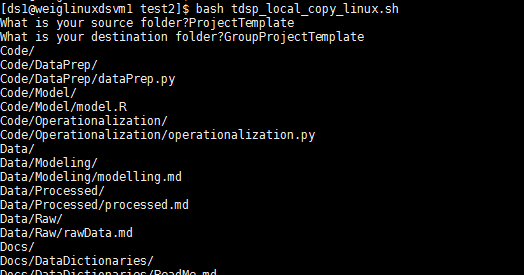 [ds1@weiglinuxdsvm1 test2]$ bash tdsp_local_copy_linux.sh
What is your source folder?ProjectTemplate
What is your destination folder?GroupProjectTemplate
Code/
Code/DataPrep/
Code/DataPrep/dataPrep.py
Code/Model/
Code/Model/model.R
Code/Operationalization/
Code/Operationalization/operationalization.py
Data/
Data/Modeling/
Data/Modeling/modelling.md
Data/Processed/
Data/Processed/processed.md
Data/Raw/
Data/Raw/rawData.md
Docs/
Docs/DataDictionaries/
Docs/DataDictionaries/ReadMe.md